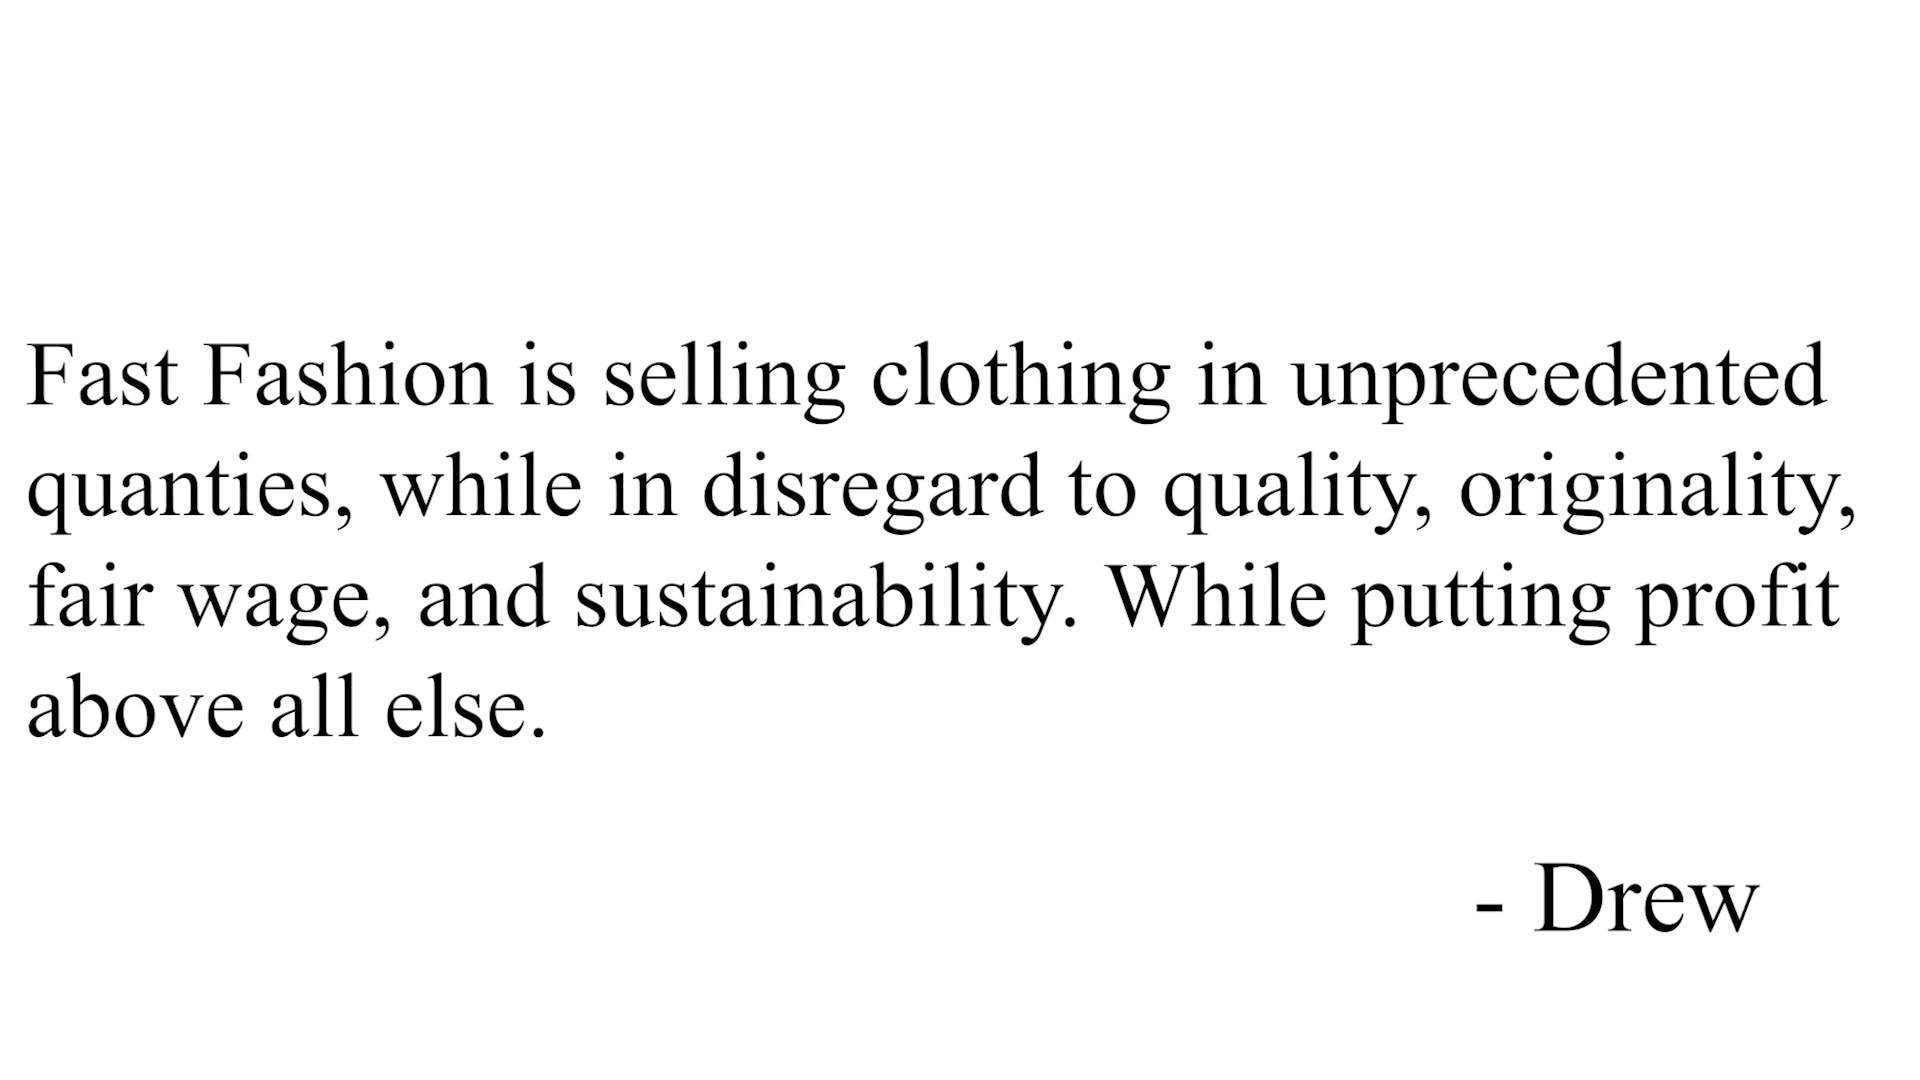 Fast Fashion is selling clothing in unprecedented
quanties, while in disregard to quality, originality,
fair wage, and sustainability. While putting profit
above all else.
- Drew